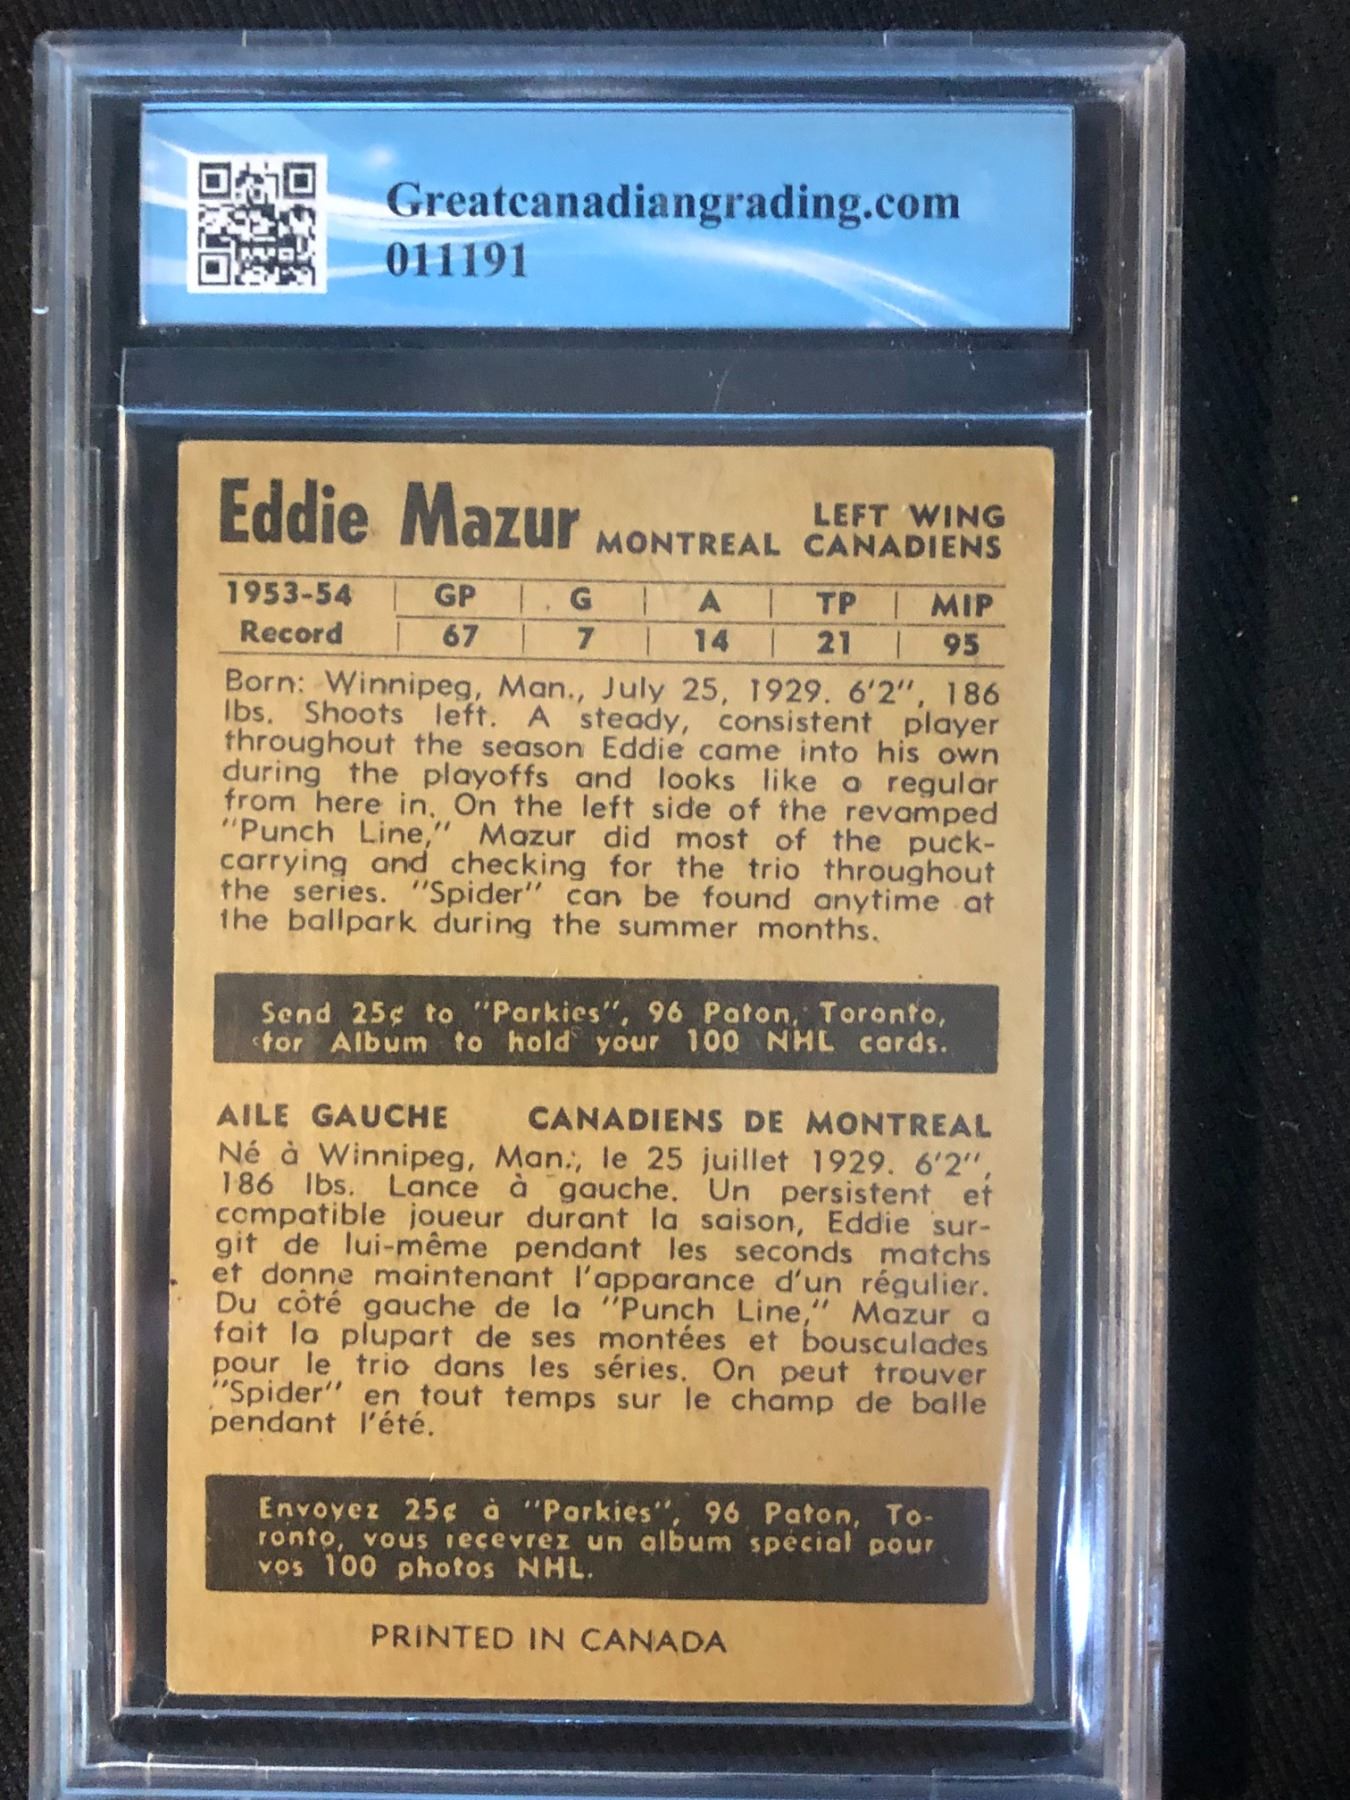 Greatcanadiangrading.com
011191
Eddie Mazur
LEFT WING
MONTREAL CANADIENS
1953-54 GP G A TP MIP
Record 67 7 14 21 95
Born: Winnipeg, Man., July 25, 1929. 6'2", 186
lbs. Shoots left. A steady, consistent player
throughout the season Eddie came into his own
during the playoffs and looks like a regular
from here in. On the left side of the revamped
"Punch Line," Mazur did most of the puck-
carrying and checking for the trio throughout
the series. "Spider" can be found anytime at
the ballpark during the summer months.
Send 25¢ to "Parkies", 96 Paton, Toronto,
for Album to hold your 100 NHL cards.
AILE GAUCHE CANADIENS DE MONTREAL
Né à Winnipeg, Man., le 25 juillet 1929. 6'2",
186 lbs. Lance à gauche. Un persistent et
compatible joueur durant la saison, Eddie sur-
git de lui-même pendant les seconds matchs
et donne maintenant l'apparance d'un régulier.
Du côté gauche de la "Punch Line," Mazur a
fait la plupart de ses montées et bousculades
pour le trio dans les séries. On peut trouver
"Spider" en tout temps sur le champ de balle
pendant l'été.
Envoyez 25¢ à "Parkies", 96 Paton, To-
ronto, vous recevrez un album spécial pour
vos 100 photos NHL.
PRINTED IN CANADA